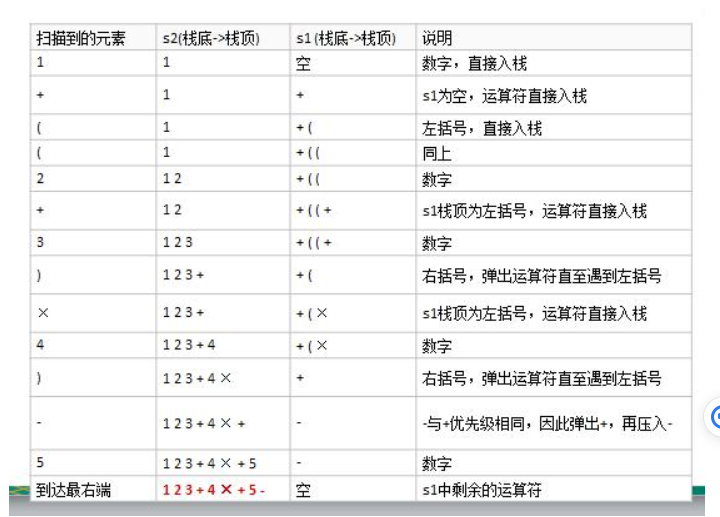 扫描到的元素 s2(栈底->栈顶) s1(栈底->栈顶) 说明
1 1 空 数字，直接入栈
+ 1 + s1为空，运算符直接入栈
( 1 +( 左括号，直接入栈
( 1 +(( 同上
2 1 2 +(( 数字
+ 1 2 +((+ s1栈顶为左括号，运算符直接入栈
3 1 2 3 +((+ 数字
) 1 2 3 + +( 右括号，弹出运算符直至遇到左括号
× 1 2 3 + +(× s1栈顶为左括号，运算符直接入栈
4 1 2 3 + 4 +(× 数字
) 1 2 3 + 4 × + 右括号，弹出运算符直至遇到左括号
- 1 2 3 + 4 × + - -与+优先级相同，因此弹出+，再压入-
5 1 2 3 + 4 × + 5 - 数字
到达最右端 1 2 3 + 4 × + 5 - 空 s1中剩余的运算符